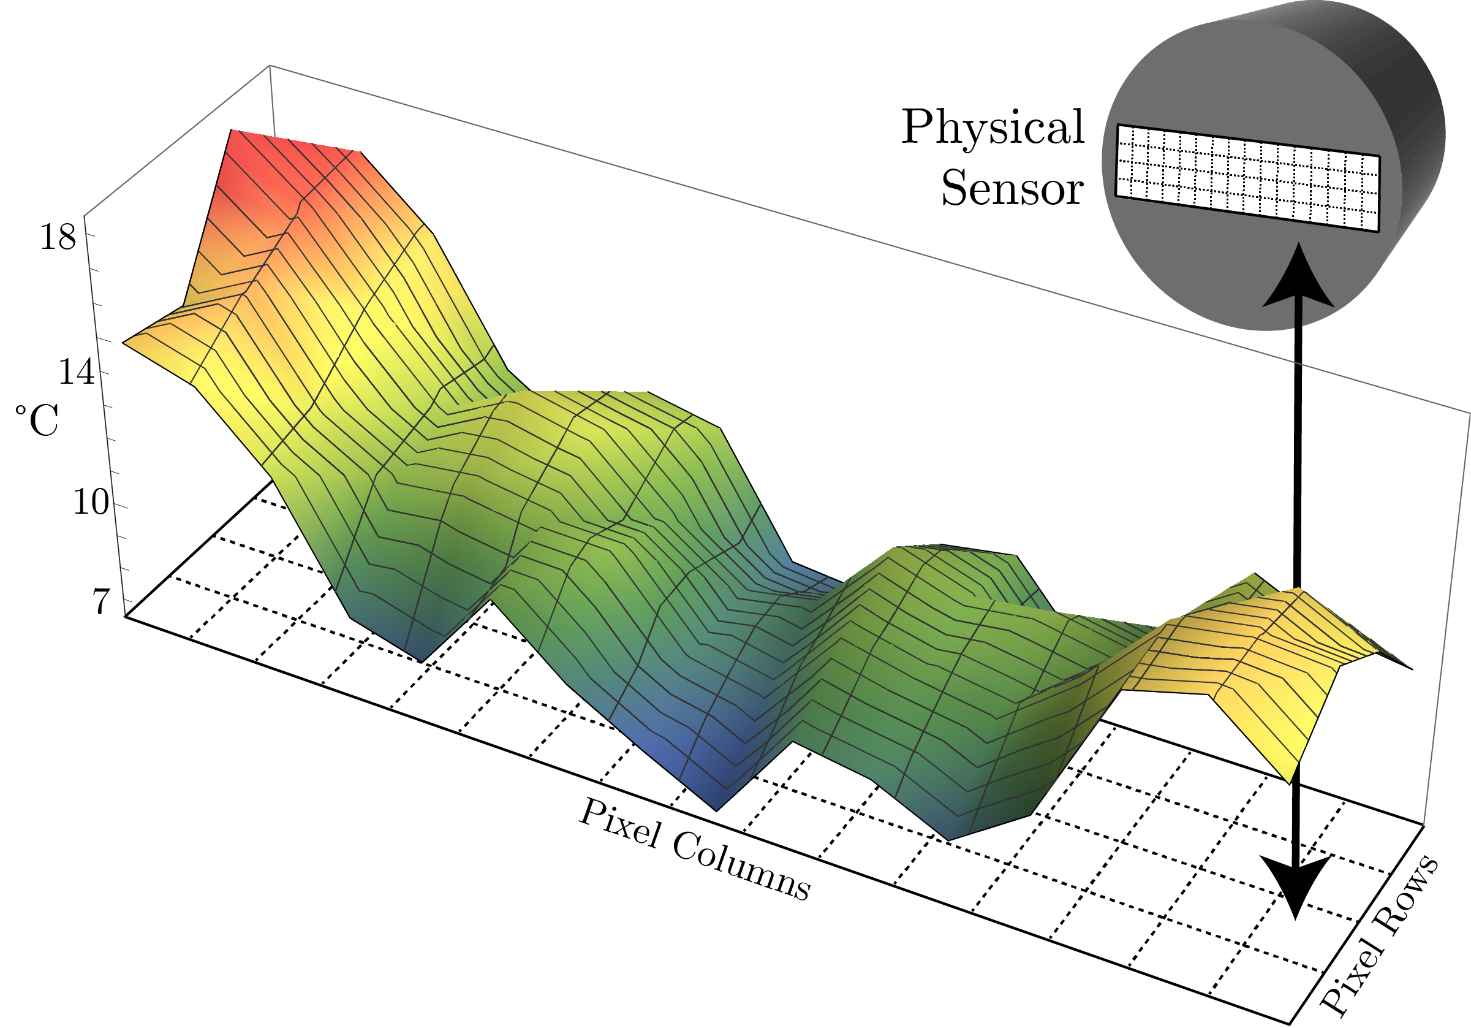 Physical
Sensor
18
14
°C
10
7
Pixel Columns
Pixel Rows